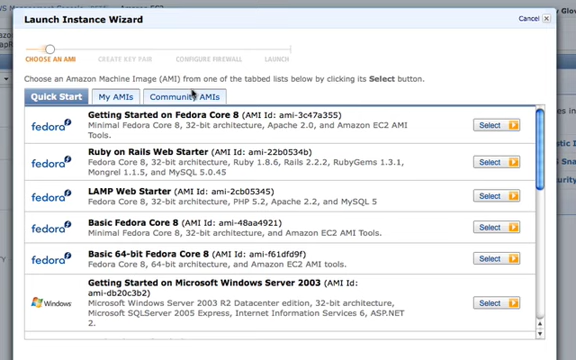 Launch Instance Wizard
Cancel
CHOOSE AN AMI
CREATE KEY PAIR
CONFIGURE FIREWALL
LAUNCH
Choose an Amazon Machine Image (AMI) from one of the tabbed lists below by clicking its Select button.
Quick Start
My AMIs
Community AMIs
fedora
Getting Started on Fedora Core 8 (AMI Id: ami-3c47a355)
Minimal Fedora Core 8, 32-bit architecture, Apache 2.0, and Amazon EC2 AMI
Tools.
Select
fedora
Ruby on Rails Web Starter (AMI Id: ami-22b0534b)
Fedora Core 8, 32-bit architecture, Ruby 1.8.6, Rails 2.2.2, RubyGems 1.3.1,
Mongrel 1.1.5, and MySQL 5.0.45
Select
fedora
LAMP Web Starter (AMI Id: ami-2cb05345)
Fedora Core 8, 32-bit architecture, PHP 5.2, Apache 2.2, and MySQL 5
Select
fedora
Basic Fedora Core 8 (AMI Id: ami-48aa4921)
Minimal Fedora Core 8, 32-bit architecture, and Amazon EC2 AMI tools.
Select
fedora
Basic 64-bit Fedora Core 8 (AMI Id: ami-f61dfd9f)
Fedora Core 8, 64-bit architecture, and Amazon EC2 AMI tools.
Select
Windows
Getting Started on Microsoft Windows Server 2003 (AMI Id:
ami-db20c3b2)
Microsoft Windows Server 2003 R2 Datacenter edition, 32-bit architecture,
Microsoft SQLServer 2005 Express, Internet Information Services 6, ASP.NET
2.
Select